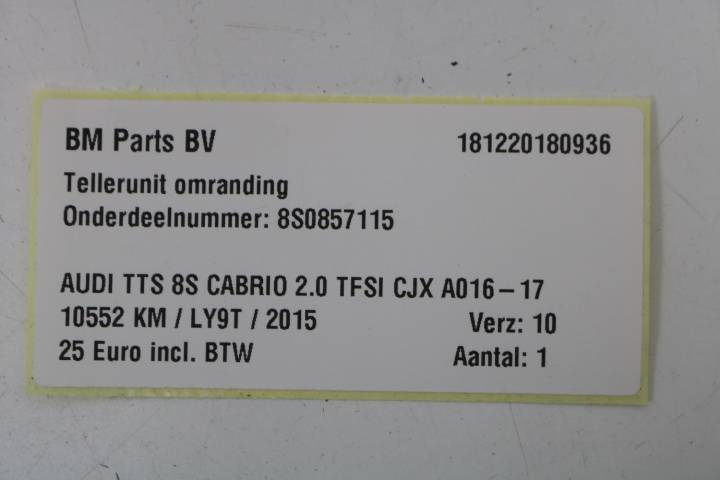 BM Parts BV 181220180936
Tellerunit omranding
Onderdeelnummer: 8S0857115
AUDI TTS 8S CABRIO 2.0 TFSI CJX A016-17
10552 KM / LY9T / 2015 Verz: 10
25 Euro incl. BTW Aantal: 1